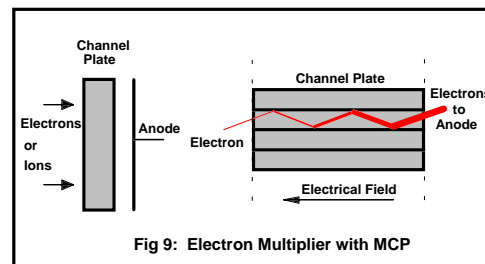 Channel
Plate
Electrons
or
Ions
Anode
Channel Plate
Electron
Electrons
to
Anode
Electrical Field
Fig 9: Electron Multiplier with MCP